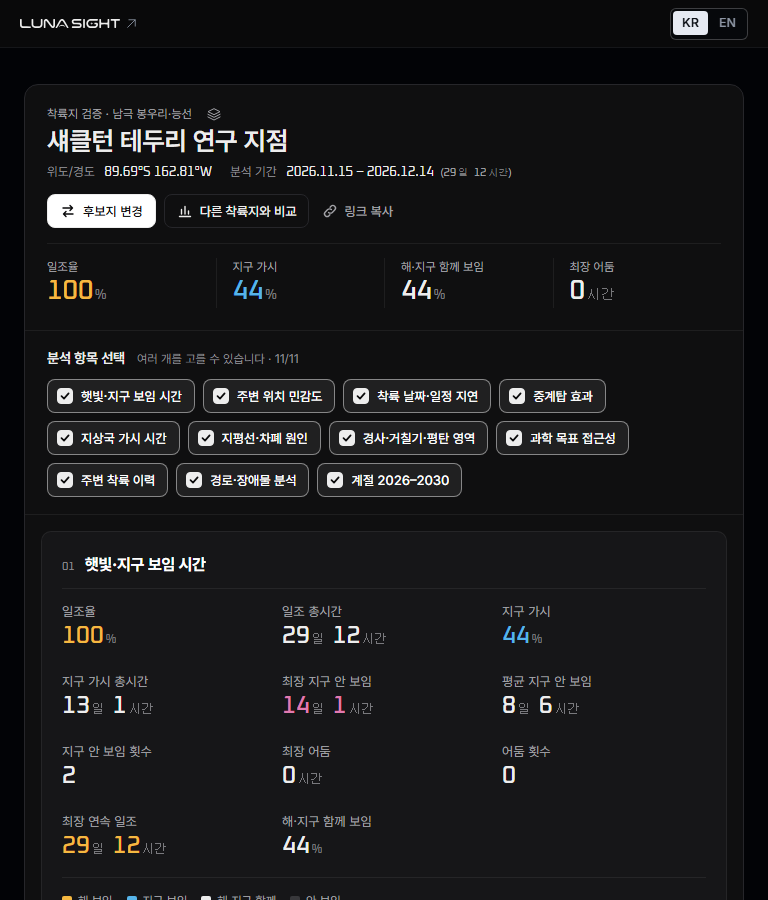 LUNA SIGHT
KR EN
착륙지 검증 · 남극 봉우리·능선
섀클턴 테두리 연구 지점
위도/경도 89.69°S 162.81°W 분석 기간 2026.11.15 – 2026.12.14 (29일 12시간)
후보지 변경 다른 착륙지와 비교 링크 복사
일조율 지구 가시 해·지구 함께 보임 최장 어둠
100% 44% 44% 0시간
분석 항목 선택 여러 개를 고를 수 있습니다 · 11/11
햇빛·지구 보임 시간 주변 위치 민감도 착륙 날짜·일정 지연 중계탑 효과
지상국 가시 시간 지평선·차폐 원인 경사·거칠기·평탄 영역 과학 목표 접근성
주변 착륙 이력 경로·장애물 분석 계절 2026–2030
01 햇빛·지구 보임 시간
일조율 일조 총시간 지구 가시
100% 29일 12시간 44%
지구 가시 총시간 최장 지구 안 보임 평균 지구 안 보임
13일 1시간 14일 1시간 8일 6시간
지구 안 보임 횟수 최장 어둠 어둠 횟수
2 0시간 0
최장 연속 일조 해·지구 함께 보임
29일 12시간 44%